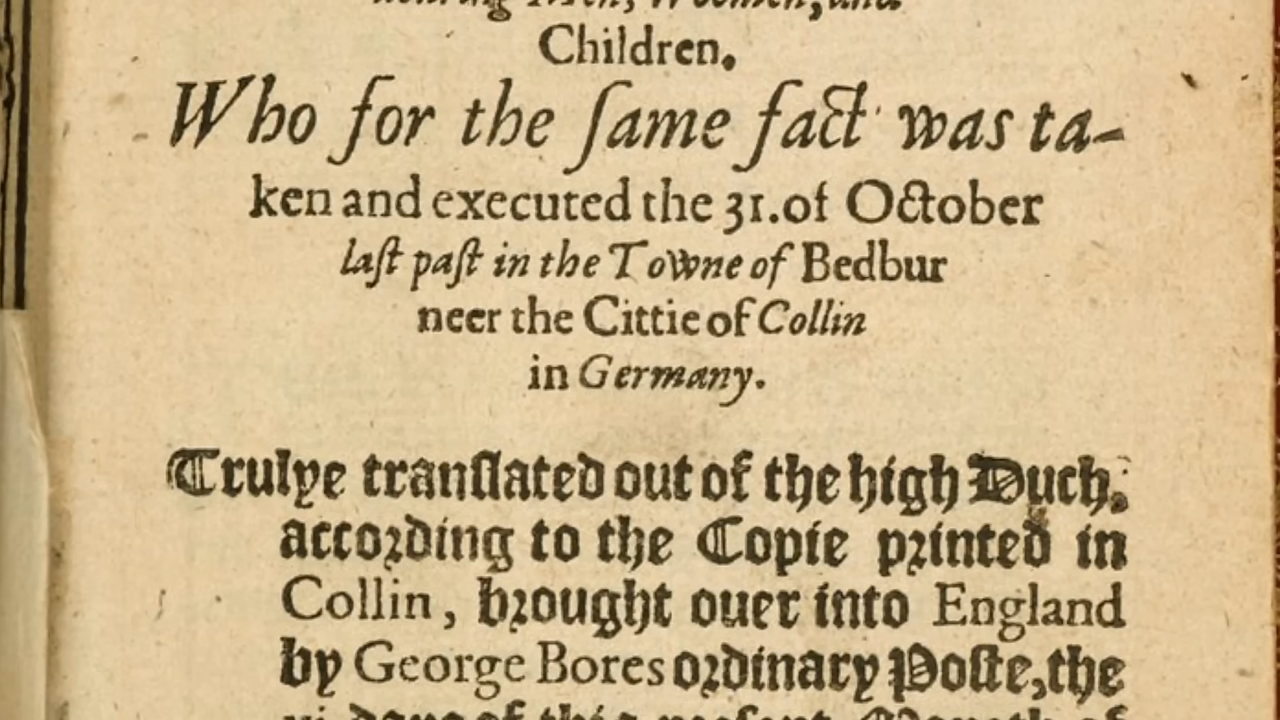 Children.
Who for the ſame fact was ta-
ken and executed the 31.of October
laſt paſt in the Towne of Bedbur
neer the Cittie of Collin
in Germany.
Trulye tranſlated out of the high Duch,
according to the Copie printed in
Collin, brought ouer into England
by George Bores ordinary Poſte,the